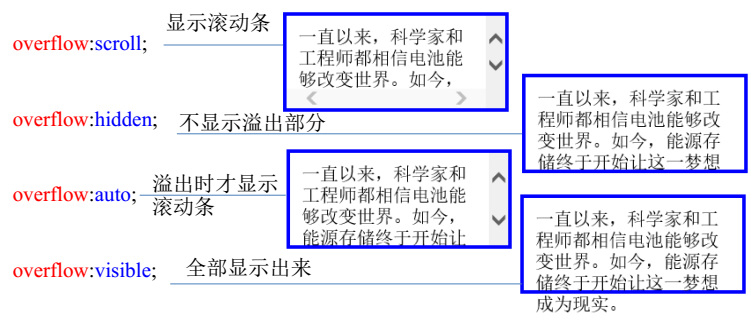 overflow:scroll;
显示滚动条
一直以来，科学家和
工程师都相信电池能
够改变世界。如今，
overflow:hidden;
不显示溢出部分
一直以来，科学家和工
程师都相信电池能够改
变世界。如今，能源存
储终于开始让这一梦想
overflow:auto;
溢出时才显示
滚动条
一直以来，科学家和
工程师都相信电池能
够改变世界。如今，
能源存储终于开始让
overflow:visible;
全部显示出来
一直以来，科学家和工
程师都相信电池能够改
变世界。如今，能源存
储终于开始让这一梦想
成为现实。